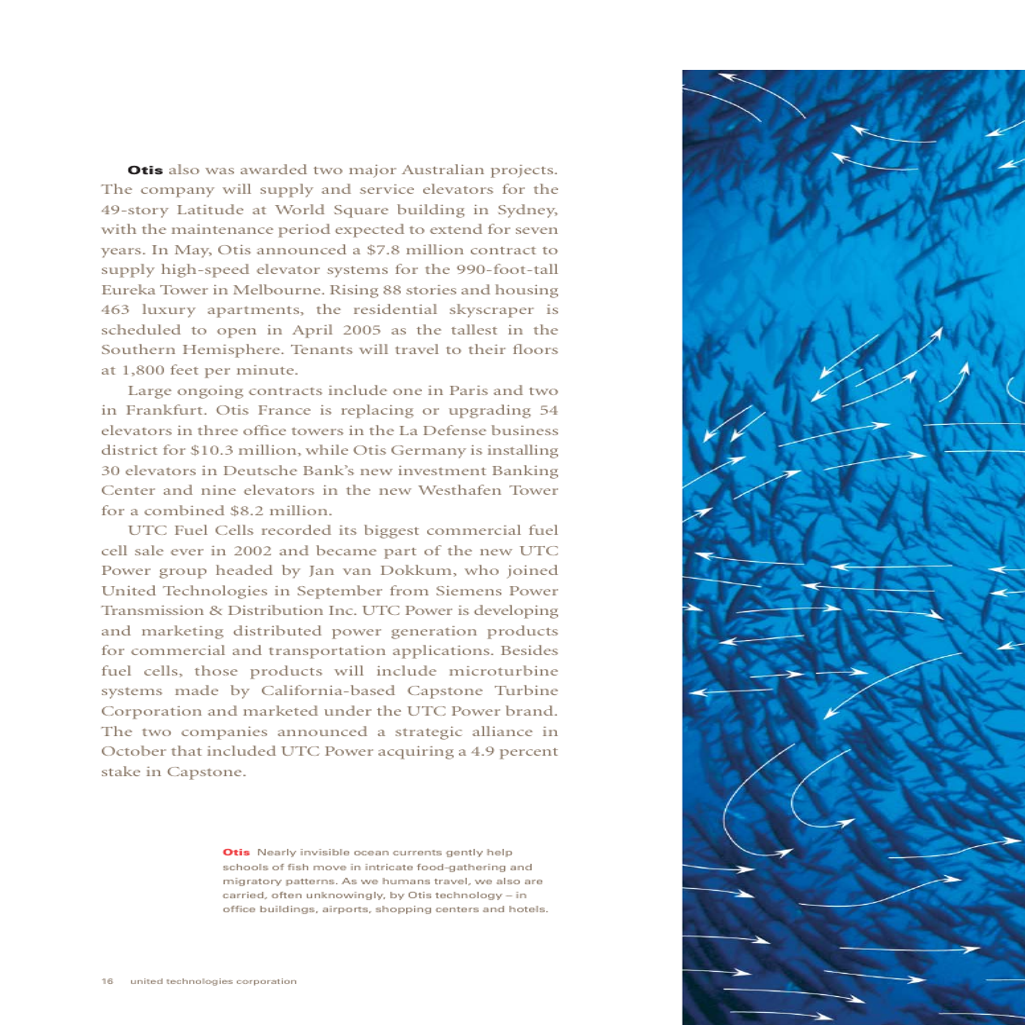 Otis also was awarded two major Australian projects.
The company will supply and service elevators for the
49-story Latitude at World Square building in Sydney,
with the maintenance period expected to extend for seven
years. In May, Otis announced a $7.8 million contract to
supply high-speed elevator systems for the 990-foot-tall
Eureka Tower in Melbourne. Rising 88 stories and housing
463 luxury apartments, the residential skyscraper is
scheduled to open in April 2005 as the tallest in the
Southern Hemisphere. Tenants will travel to their floors
at 1,800 feet per minute.
Large ongoing contracts include one in Paris and two
in Frankfurt. Otis France is replacing or upgrading 54
elevators in three office towers in the La Defense business
district for $10.3 million, while Otis Germany is installing
30 elevators in Deutsche Bank's new investment Banking
Center and nine elevators in the new Westhafen Tower
for a combined $8.2 million.
UTC Fuel Cells recorded its biggest commercial fuel
cell sale ever in 2002 and became part of the new UTC
Power group headed by Jan van Dokkum, who joined
United Technologies in September from Siemens Power
Transmission & Distribution Inc. UTC Power is developing
and marketing distributed power generation products
for commercial and transportation applications. Besides
fuel cells, those products will include microturbine
systems made by California-based Capstone Turbine
Corporation and marketed under the UTC Power brand.
The two companies announced a strategic alliance in
October that included UTC Power acquiring a 4.9 percent
stake in Capstone.
Otis Nearly invisible ocean currents gently help
schools of fish move in intricate food-gathering and
migratory patterns. As we humans travel, we also are
carried, often unknowingly, by Otis technology – in
office buildings, airports, shopping centers and hotels.
16 united technologies corporation